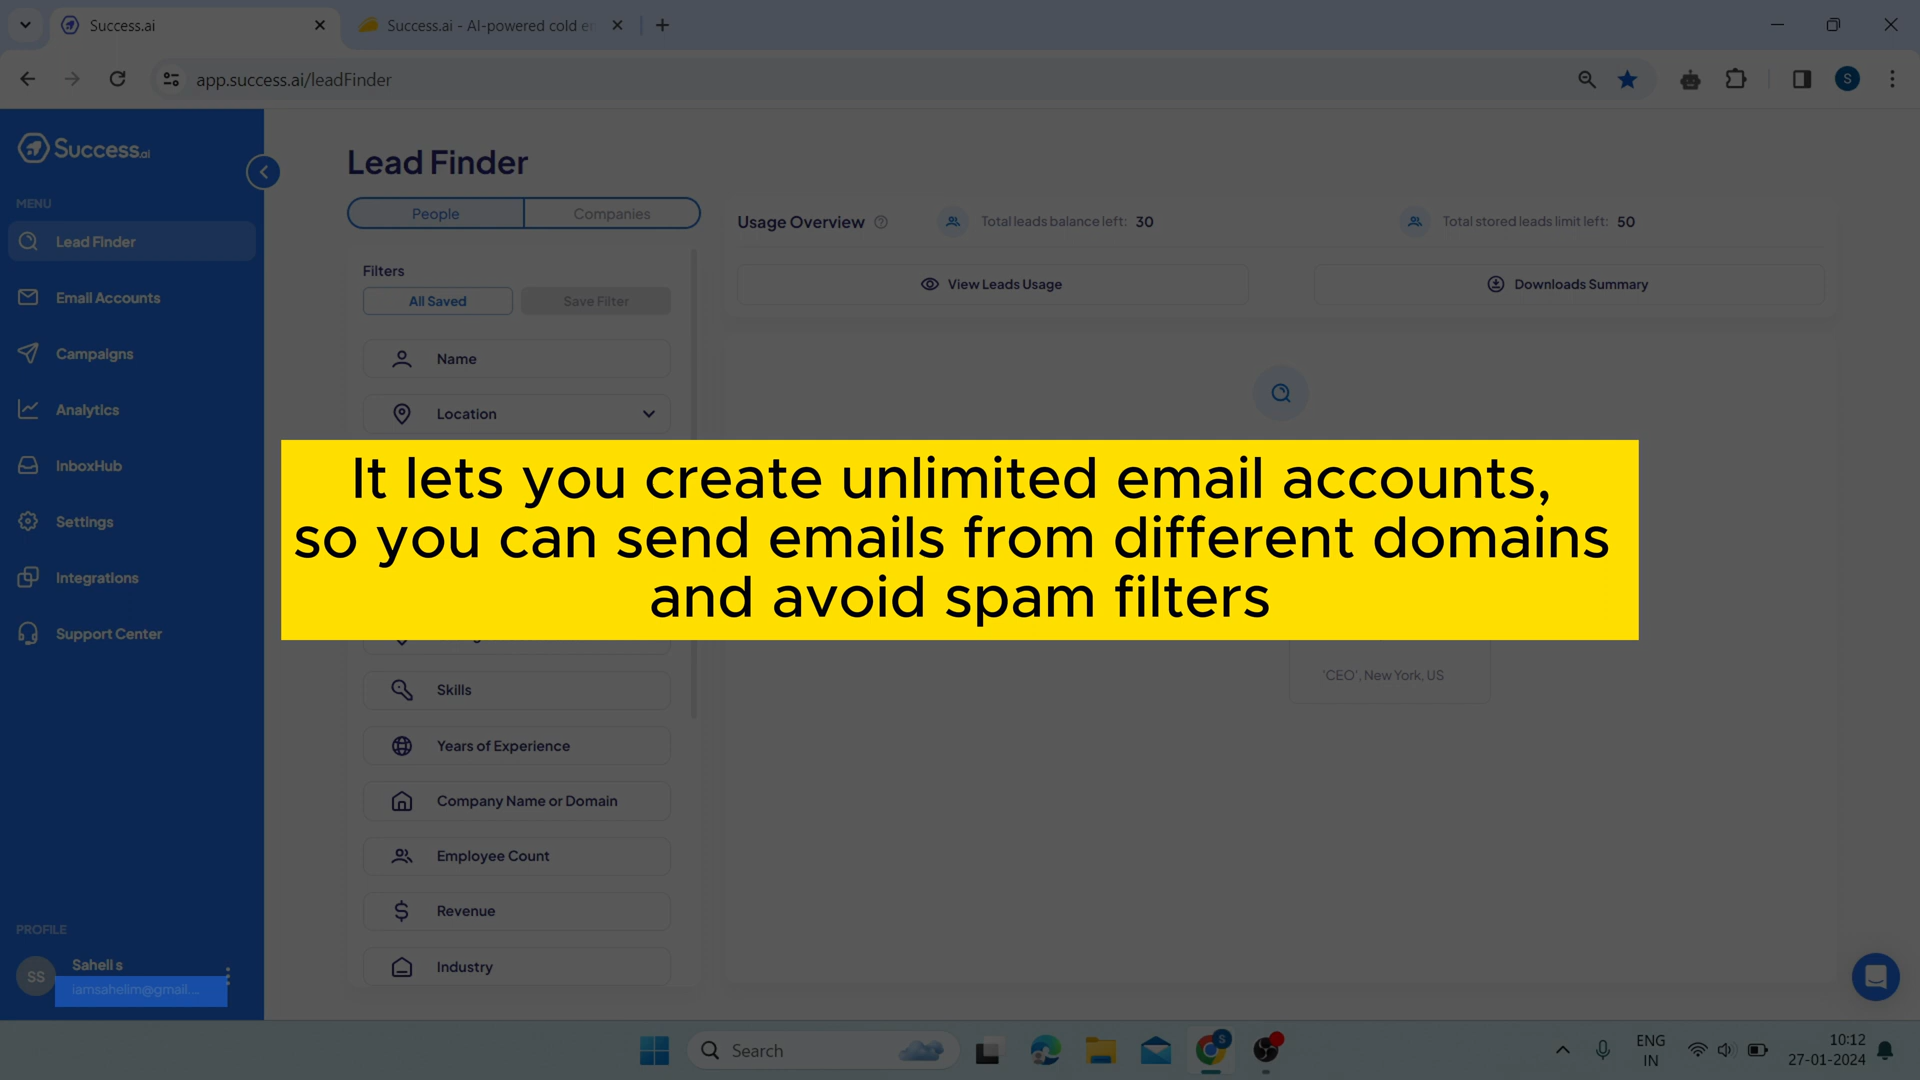 Success.ai
Success.ai - AI-powered cold e
app.success.ai/leadFinder
S
Success.ai
MENU
Lead Finder
Email Accounts
Campaigns
Analytics
InboxHub
Settings
Integrations
Support Center
PROFILE
SS
Saheli s
iamsahelim@gmail...
Lead Finder
People
Companies
Filters
All Saved
Save Filter
Name
Location
Skills
Years of Experience
Company Name or Domain
Employee Count
Revenue
Industry
Usage Overview
Total leads balance left: 30
Total stored leads limit left: 50
View Leads Usage
Downloads Summary
It lets you create unlimited email accounts,
so you can send emails from different domains
and avoid spam filters
'CEO', New York, US
Search
S
ENG
IN
10:12
27-01-2024